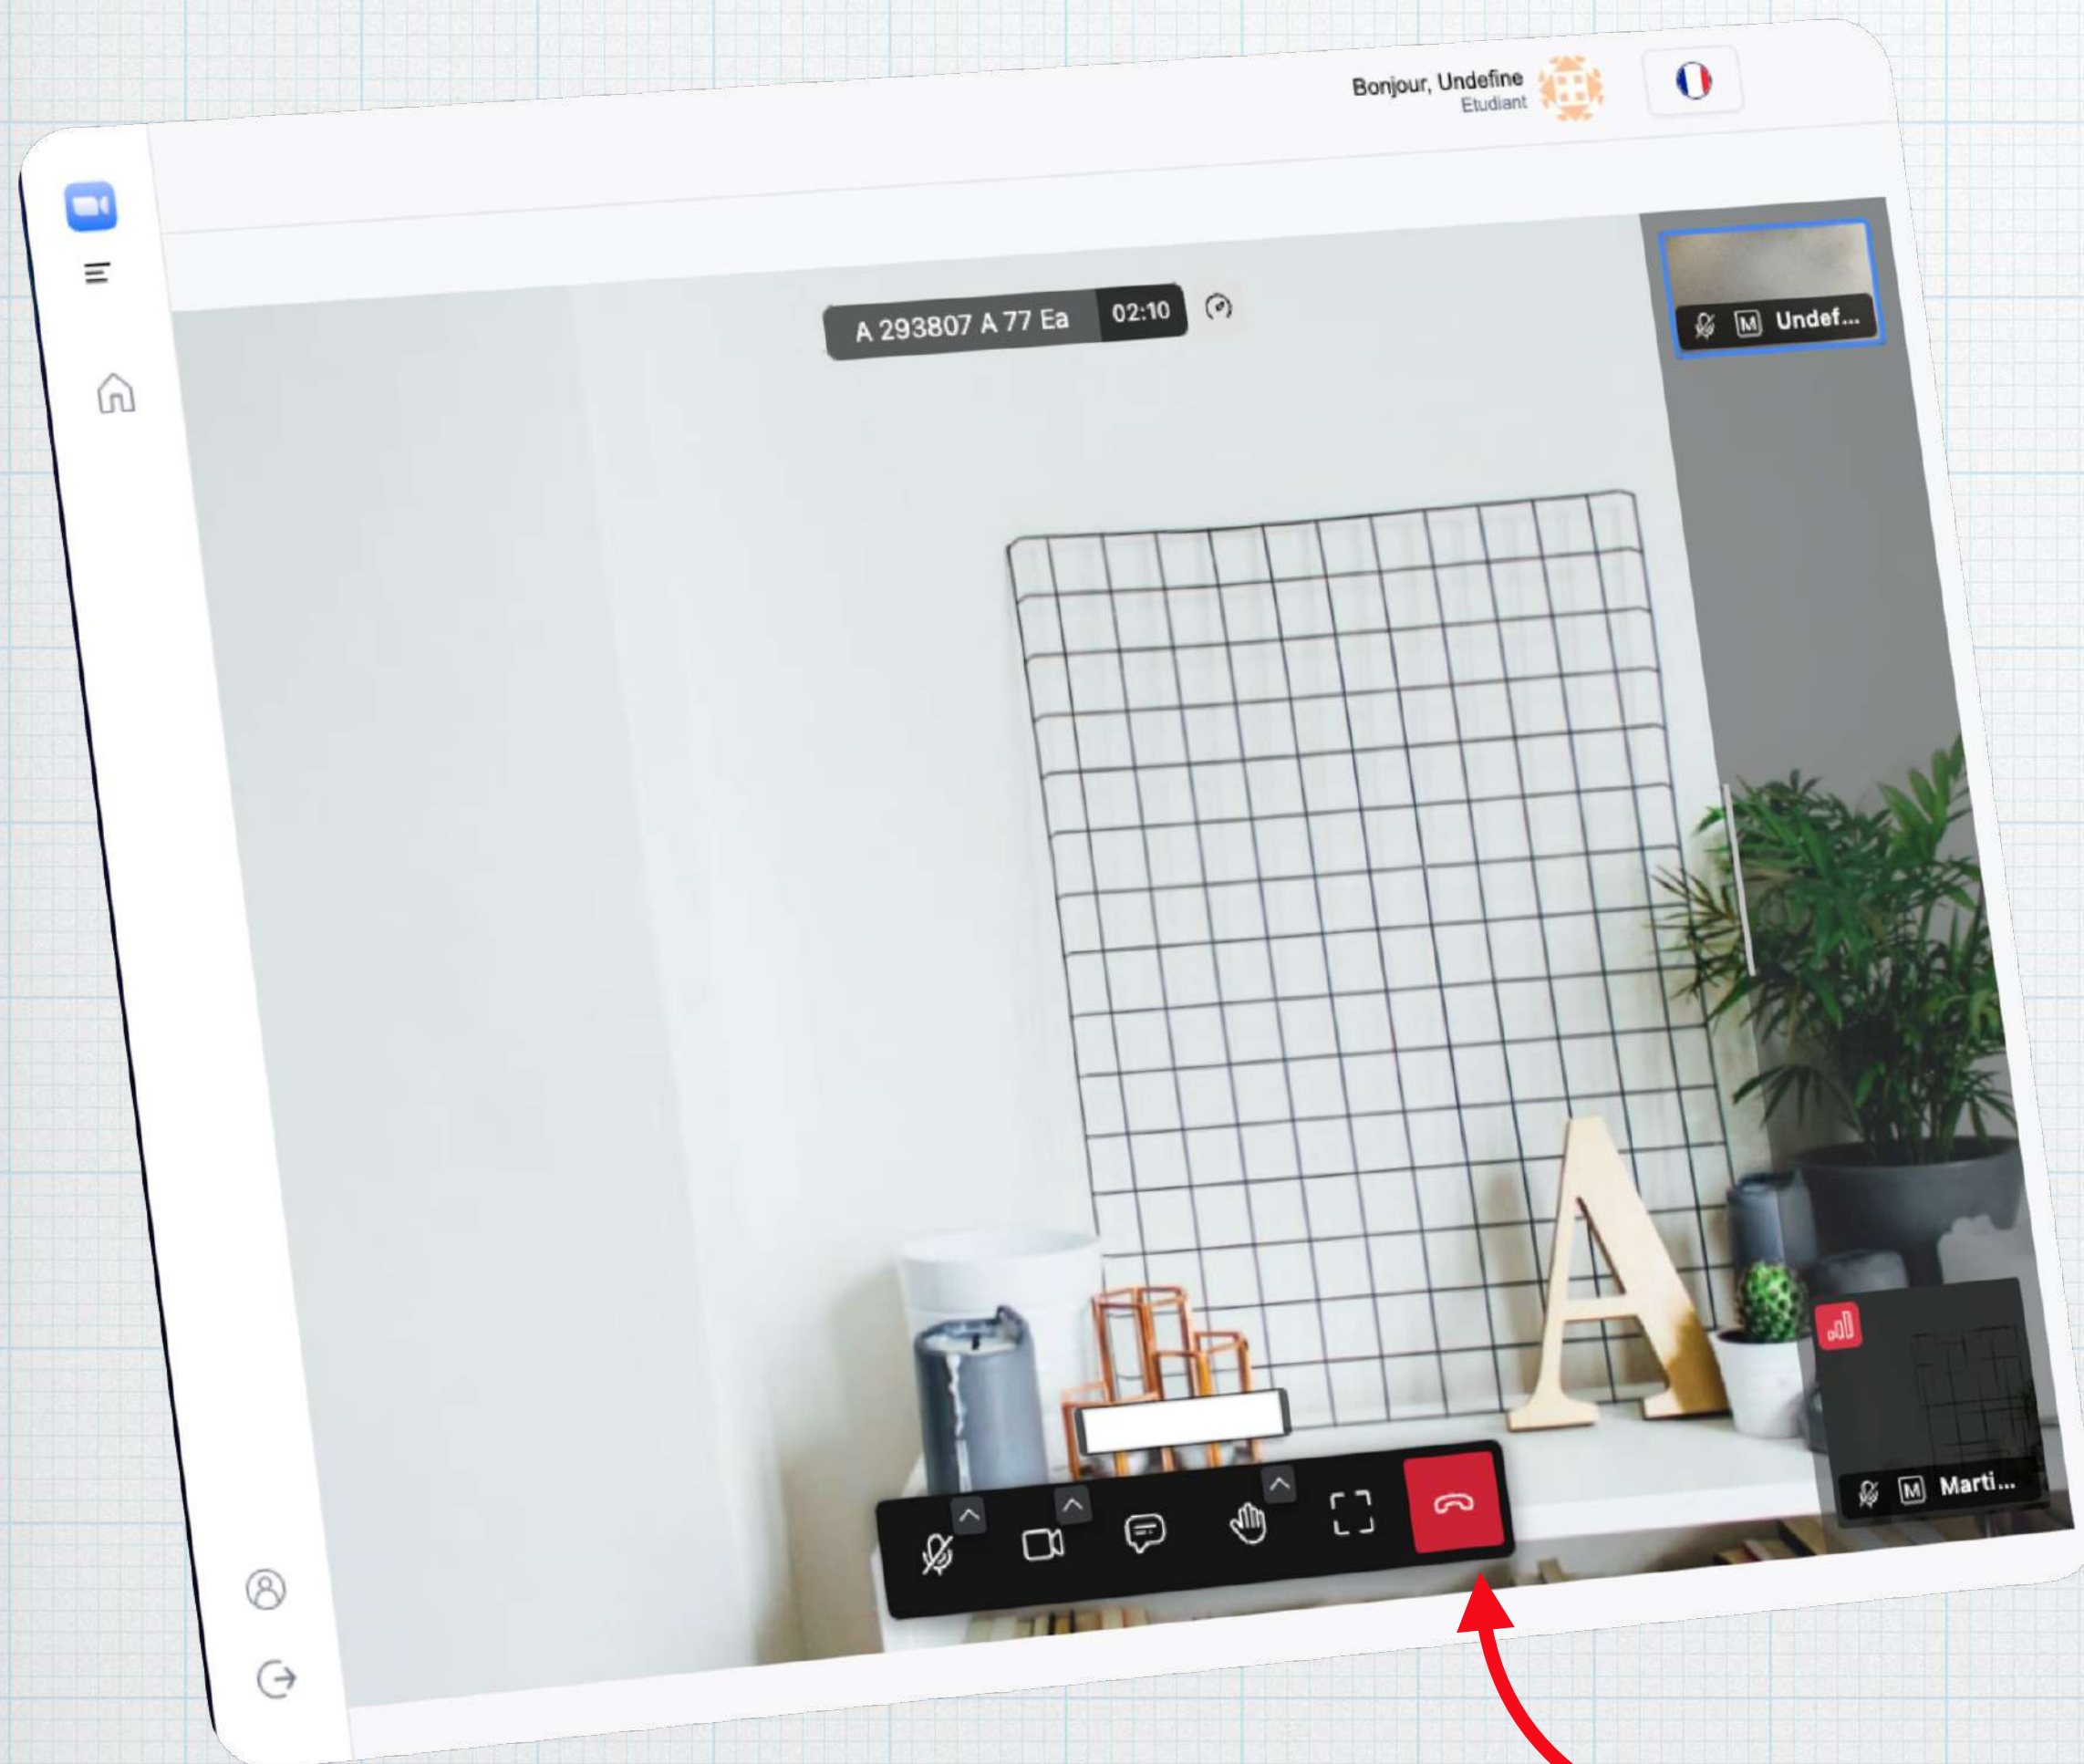 Bonjour, Undefine
Etudiant
A 293807 A 77 Ea 02:10
M Undef...
A
M Marti...